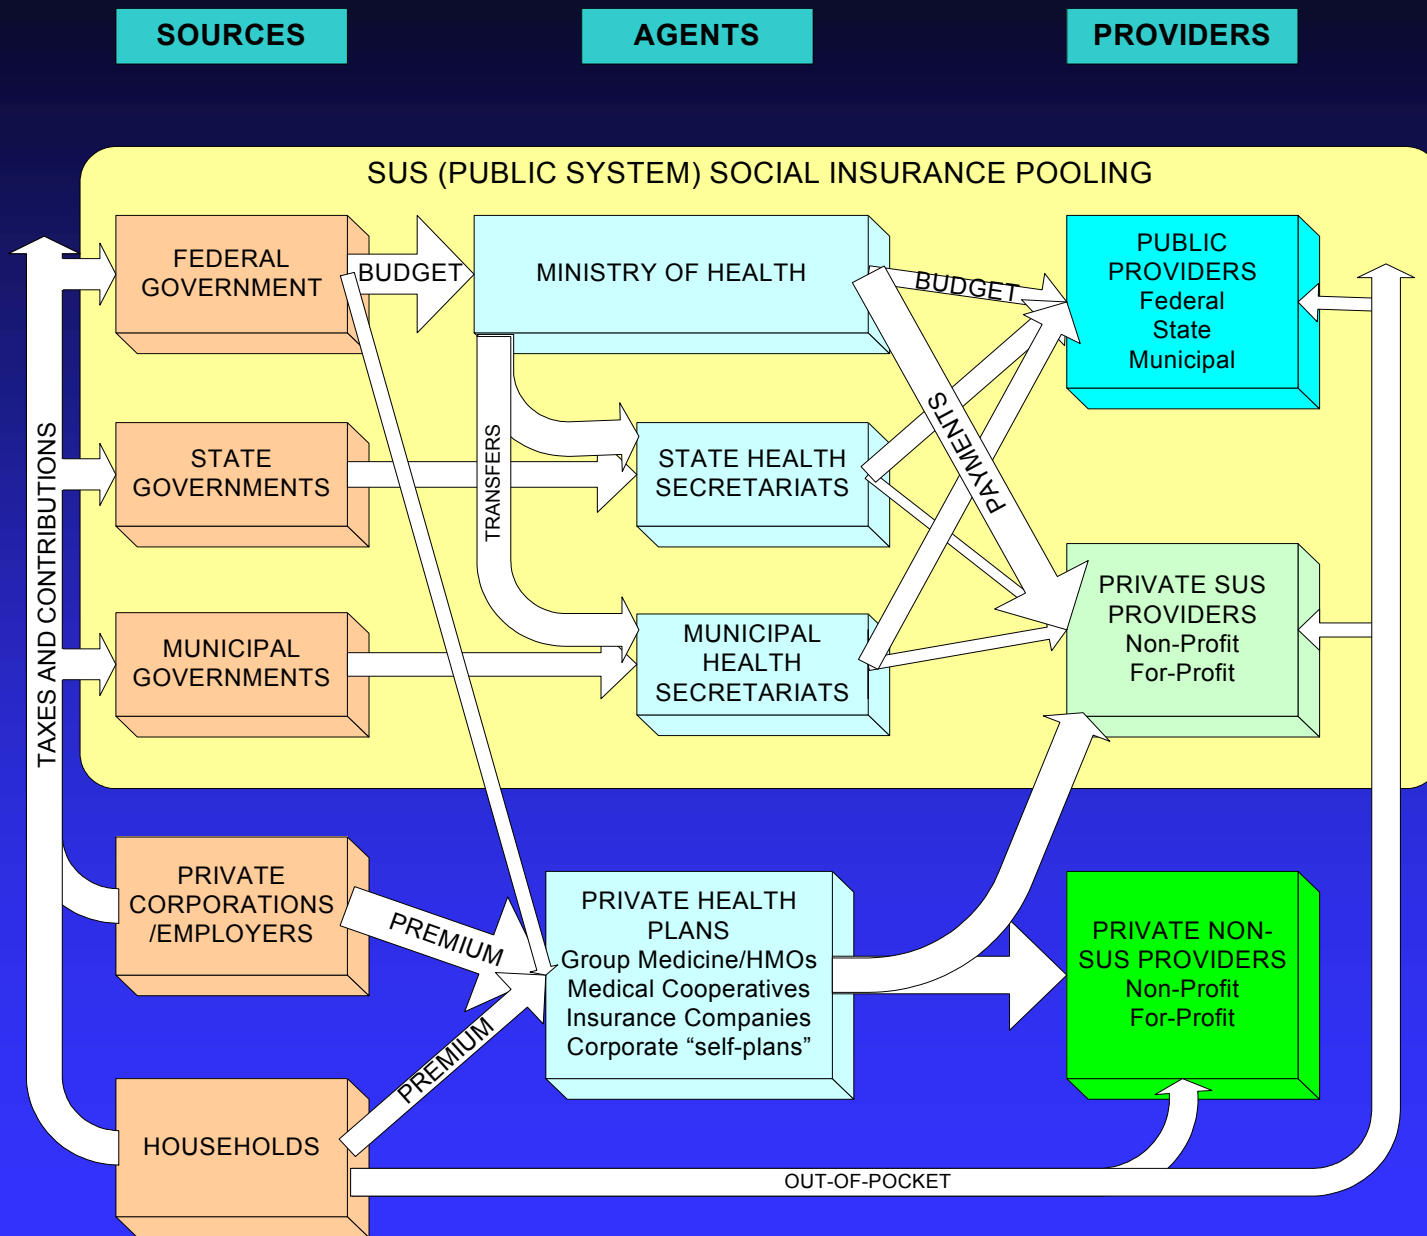 SOURCES
AGENTS
PROVIDERS
SUS (PUBLIC SYSTEM) SOCIAL INSURANCE POOLING
FEDERAL
GOVERNMENT
BUDGET
MINISTRY OF HEALTH
BUDGET
PUBLIC
PROVIDERS
Federal
State
Municipal
TAXES AND CONTRIBUTIONS
STATE
GOVERNMENTS
TRANSFERS
STATE HEALTH
SECRETARIATS
PAYMENTS
MUNICIPAL
GOVERNMENTS
MUNICIPAL
HEALTH
SECRETARIATS
PRIVATE SUS
PROVIDERS
Non-Profit
For-Profit
PRIVATE
CORPORATIONS
/EMPLOYERS
PREMIUM
PRIVATE HEALTH
PLANS
Group Medicine/HMOs
Medical Cooperatives
Insurance Companies
Corporate “self-plans”
PRIVATE NON-
SUS PROVIDERS
Non-Profit
For-Profit
PREMIUM
HOUSEHOLDS
OUT-OF-POCKET